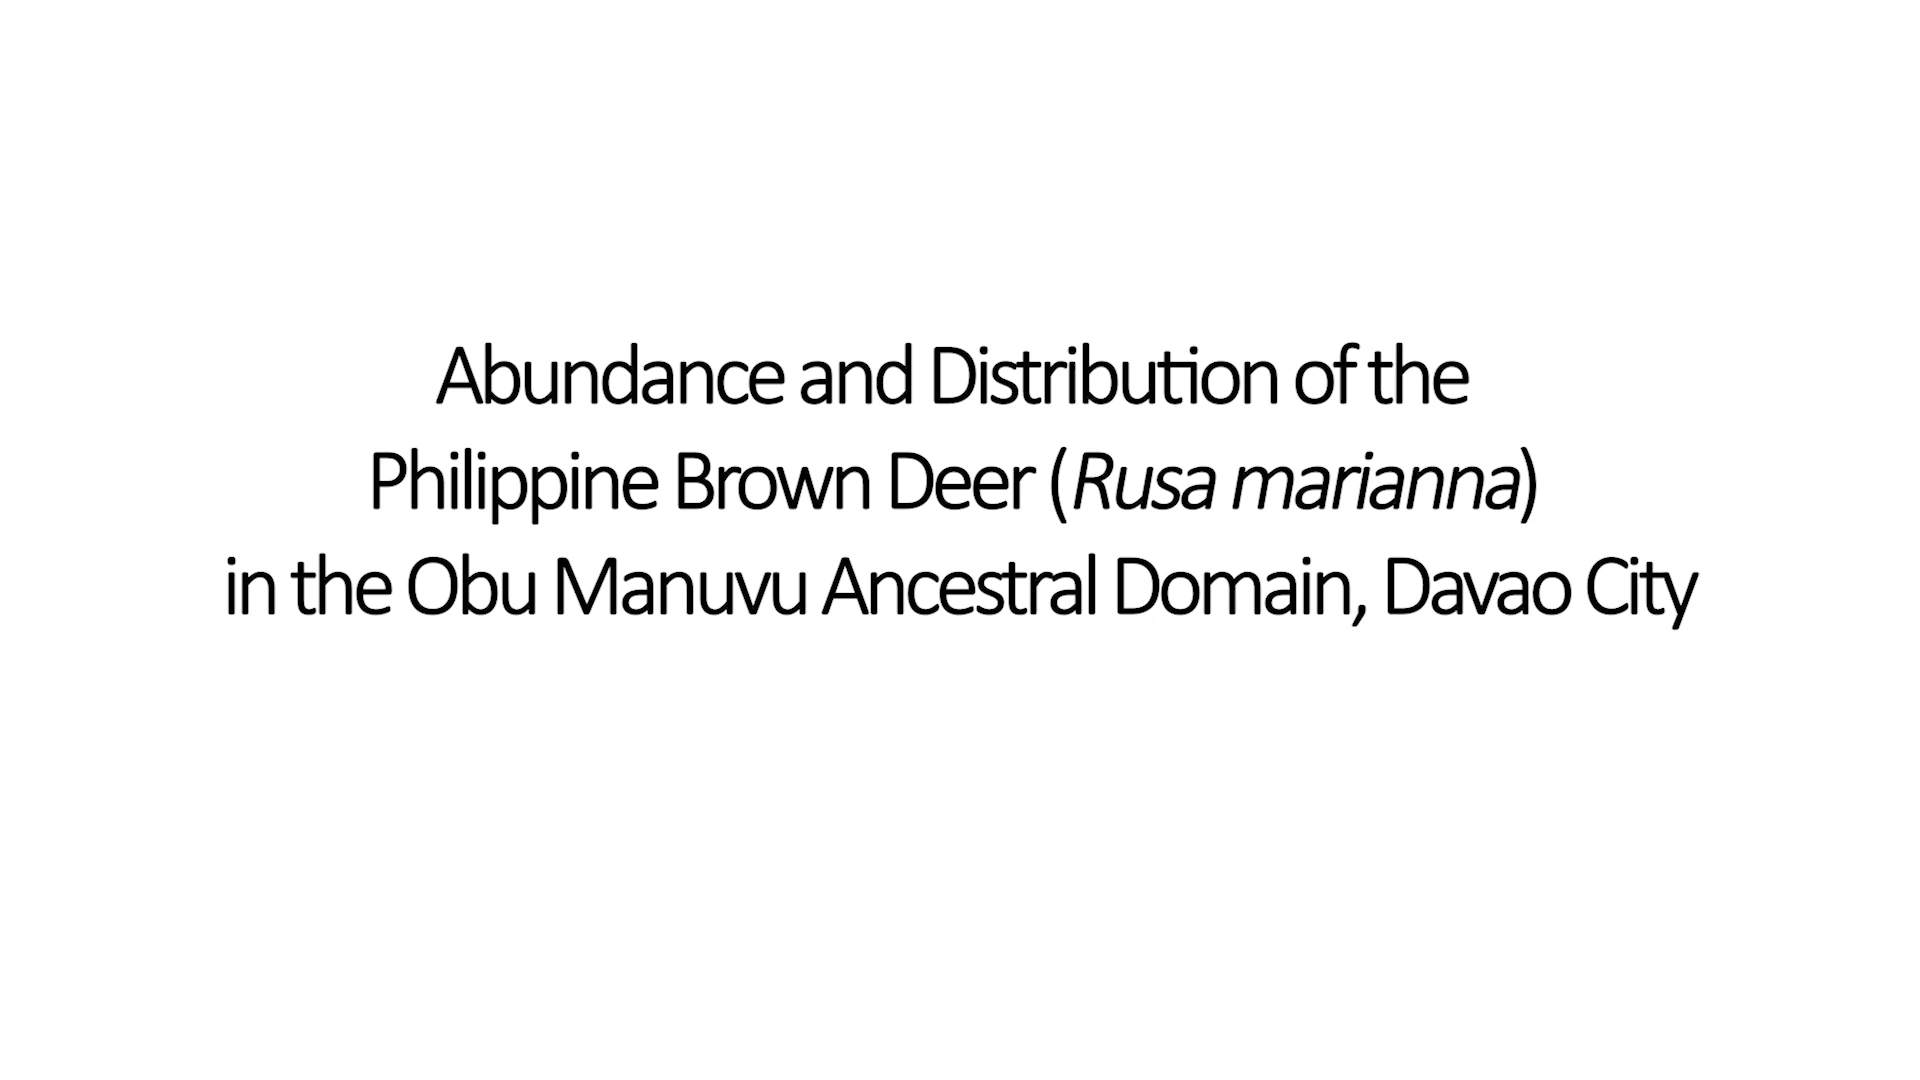 Abundance and Distribution of the
Philippine Brown Deer (Rusa marianna)
in the Obu Manuvu Ancestral Domain, Davao City